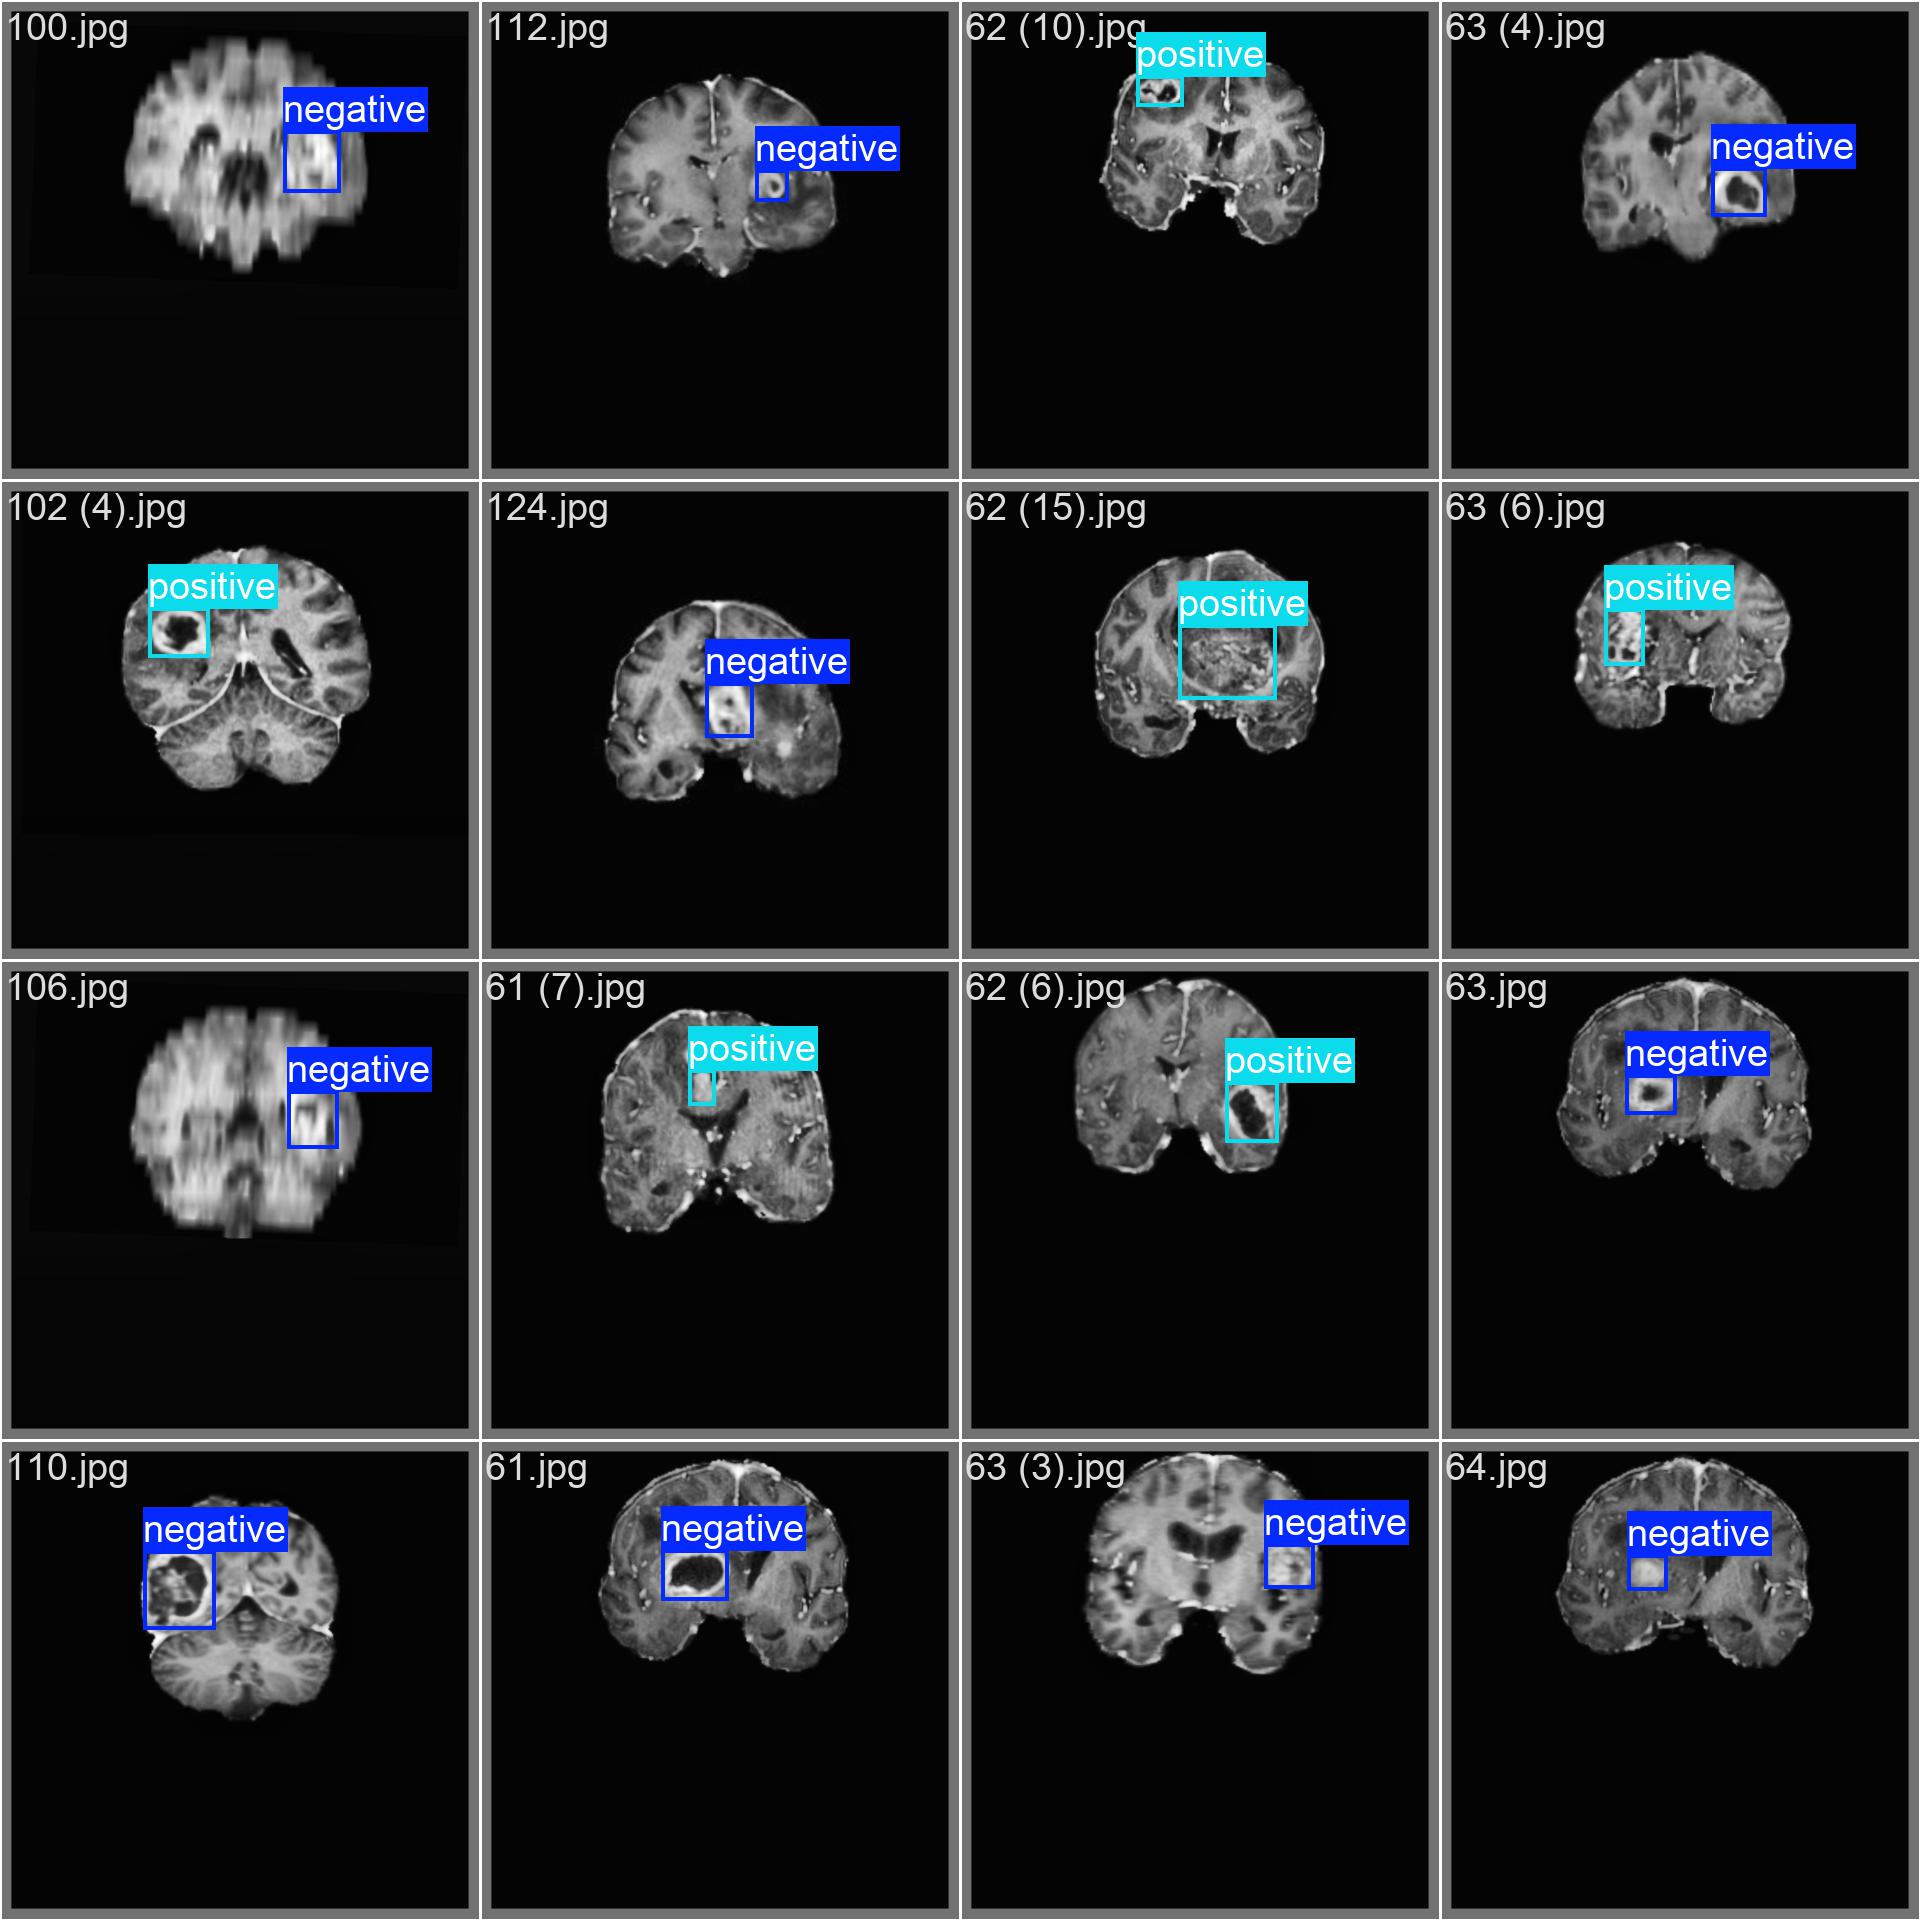 100.jpg
negative
112.jpg
negative
62 (10).jpg
positive
63 (4).jpg
negative
102 (4).jpg
positive
124.jpg
negative
62 (15).jpg
positive
63 (6).jpg
positive
106.jpg
negative
61 (7).jpg
positive
62 (6).jpg
positive
63.jpg
negative
110.jpg
negative
61.jpg
negative
63 (3).jpg
negative
64.jpg
negative